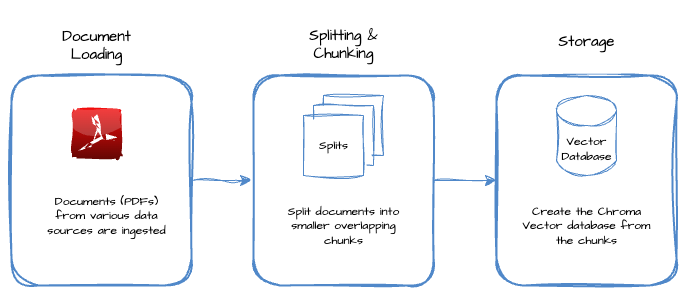 Document
Loading
Splitting &
Chunking
Storage
Splits
Vector
Database
Documents (PDFs)
from various data
sources are ingested
Split documents into
smaller overlapping
chunks
Create the Chroma
Vector database from
the chunks